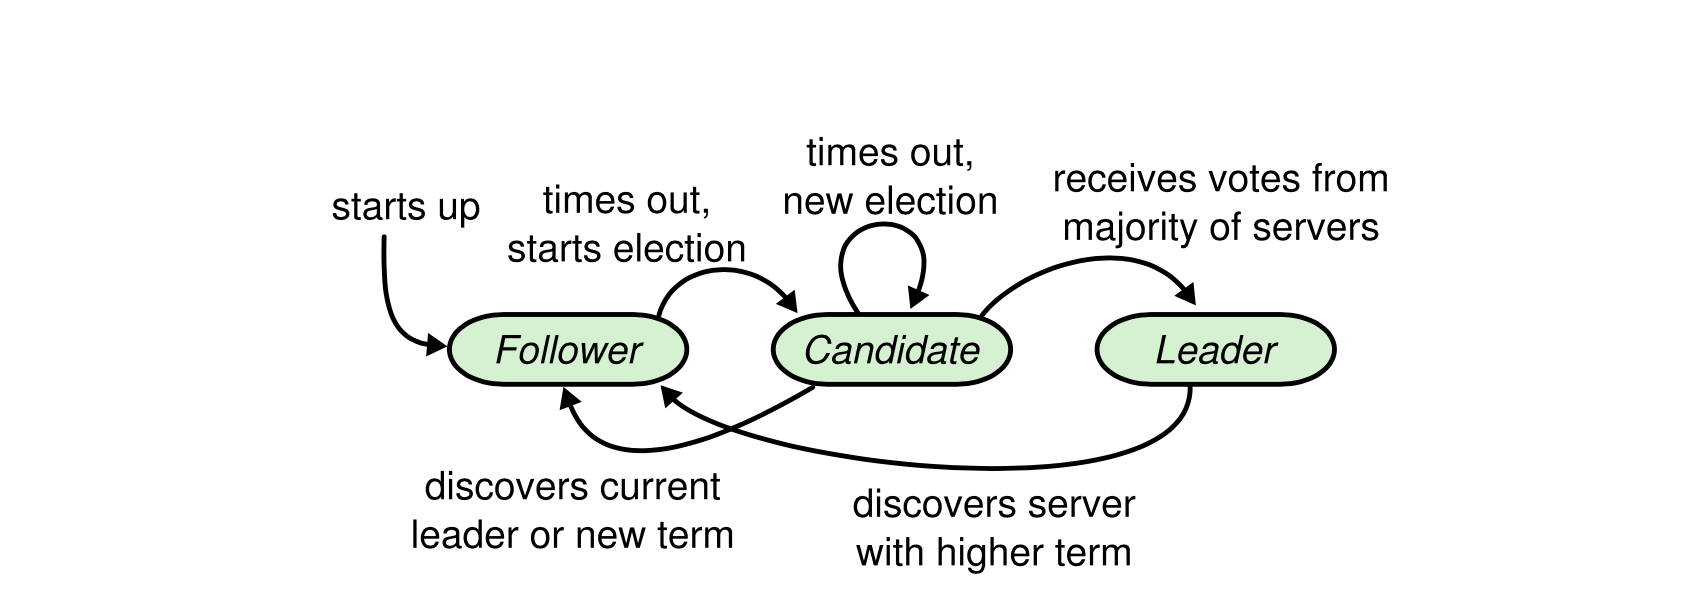 starts up
times out,
starts election
times out,
new election
receives votes from
majority of servers
Follower
Candidate
Leader
discovers current
leader or new term
discovers server
with higher term